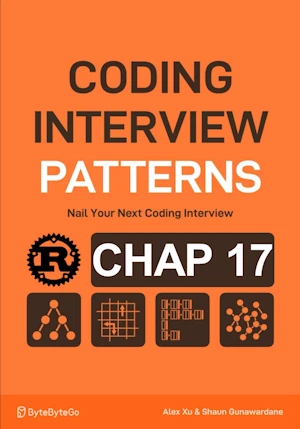 CODING
INTERVIEW
PATTERNS
Nail Your Next Coding Interview
R
CHAP 17
ByteByteGo
Alex Xu & Shaun Gunawardane